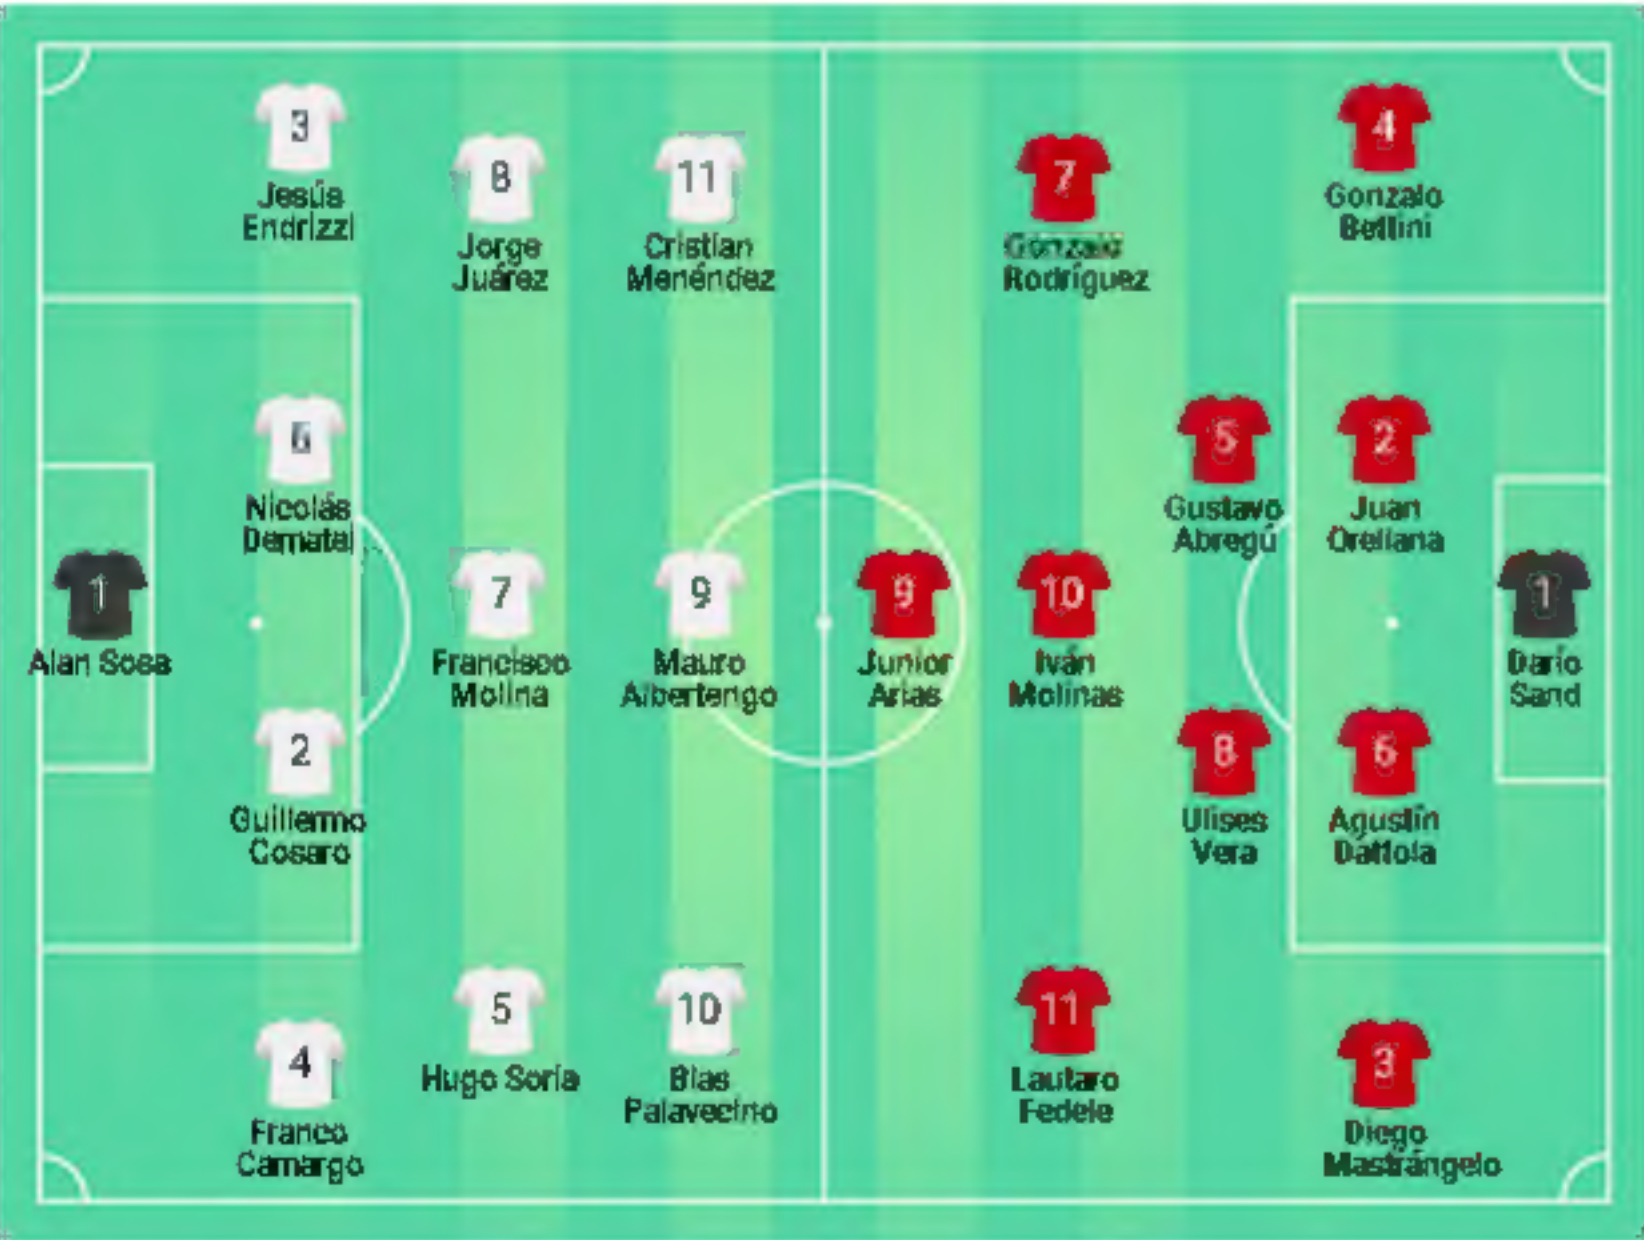 3
Jesús
Endrizzi
8
Jorge
Juárez
11
Cristian
Menéndez
7
Gonzalo
Rodríguez
4
Gonzalo
Bettini
6
Nicolás
Dematei
5
Gustavo
Abregú
2
Juan
Orellana
1
Alan Sosa
7
Francisco
Molina
9
Mauro
Albertengo
9
Junior
Arias
10
Iván
Molinas
1
Darío
Sand
2
Guillermo
Cosaro
8
Ulises
Vera
6
Agustín
Dáttola
5
Hugo Soria
10
Blas
Palavecino
11
Lautaro
Fedele
4
Franco
Camargo
3
Diego
Mastrángelo